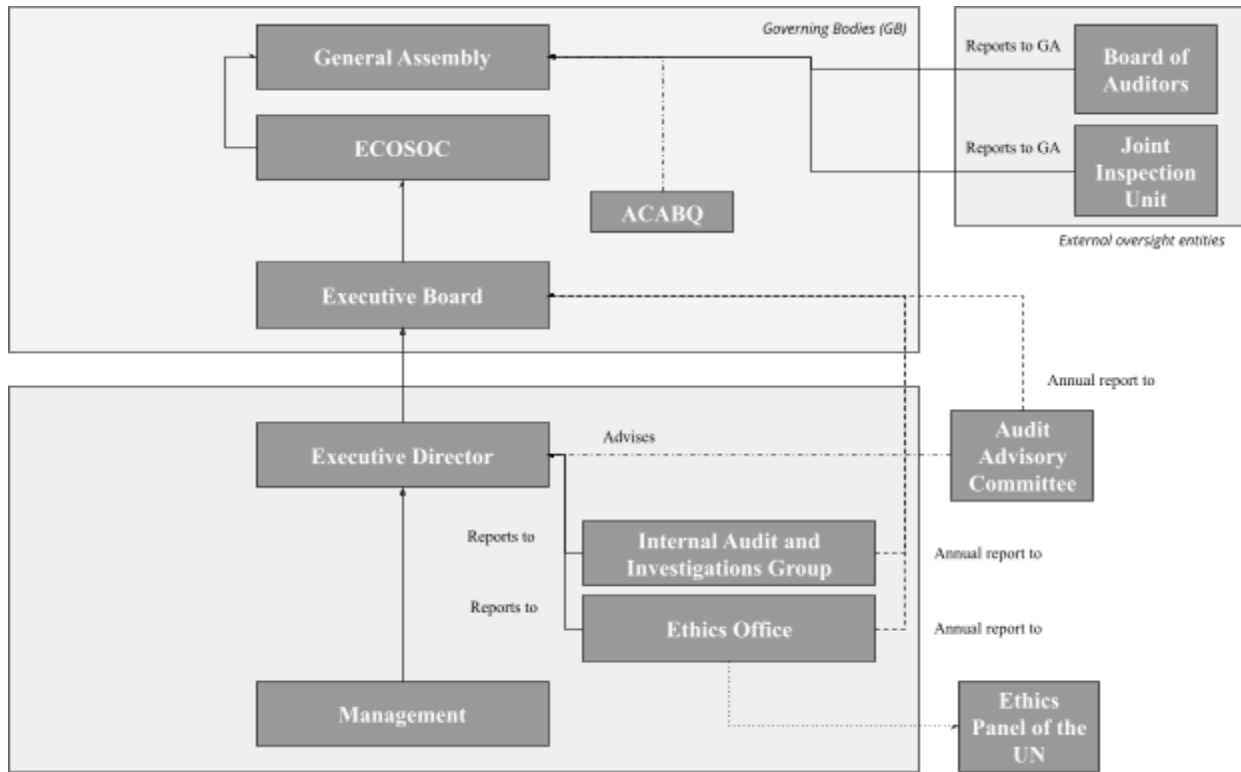 Governing Bodies (GB)
General Assembly
Reports to GA
Board of
Auditors
ECOSOC
Reports to GA
Joint
Inspection
Unit
ACABQ
External oversight entities
Executive Board
Annual report to
Executive Director
Advises
Audit
Advisory
Committee
Reports to
Internal Audit and
Investigations Group
Annual report to
Reports to
Ethics Office
Annual report to
Management
Ethics
Panel of the
UN